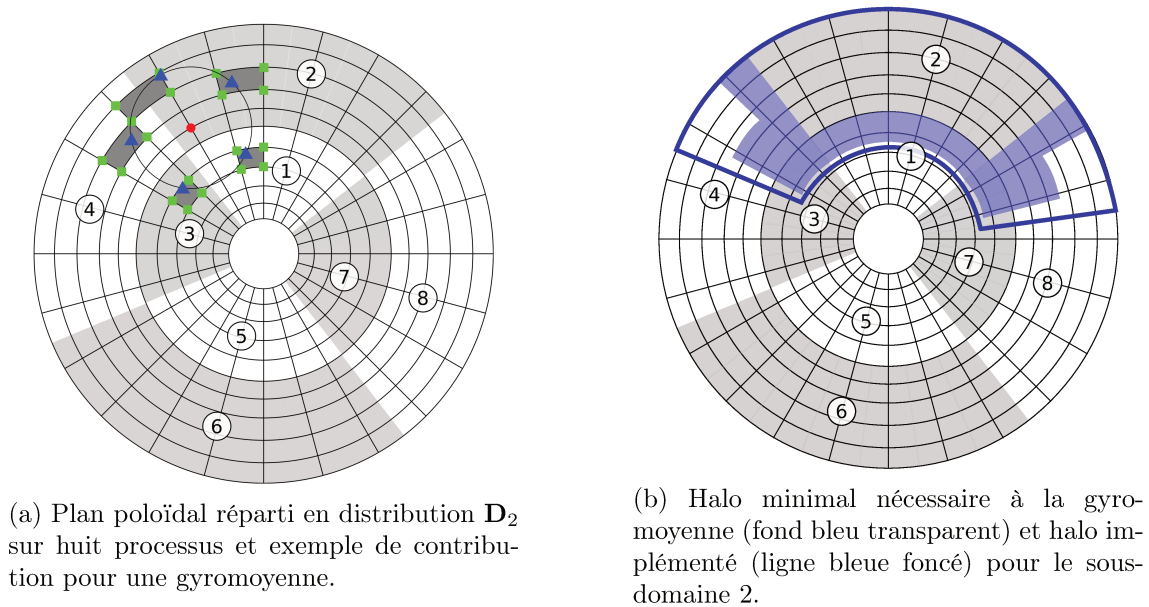 2
1
4
3
7
8
5
6
(a) Plan poloïdal réparti en distribution D₂
sur huit processus et exemple de contribu-
tion pour une gyromoyenne.
2
1
4
3
7
8
5
6
(b) Halo minimal nécessaire à la gyro-
moyenne (fond bleu transparent) et halo im-
plémenté (ligne bleue foncé) pour le sous-
domaine 2.